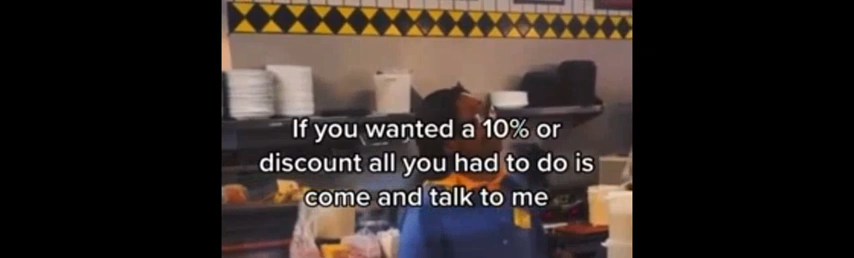 If you wanted a 10% or
discount all you had to do is
come and talk to me